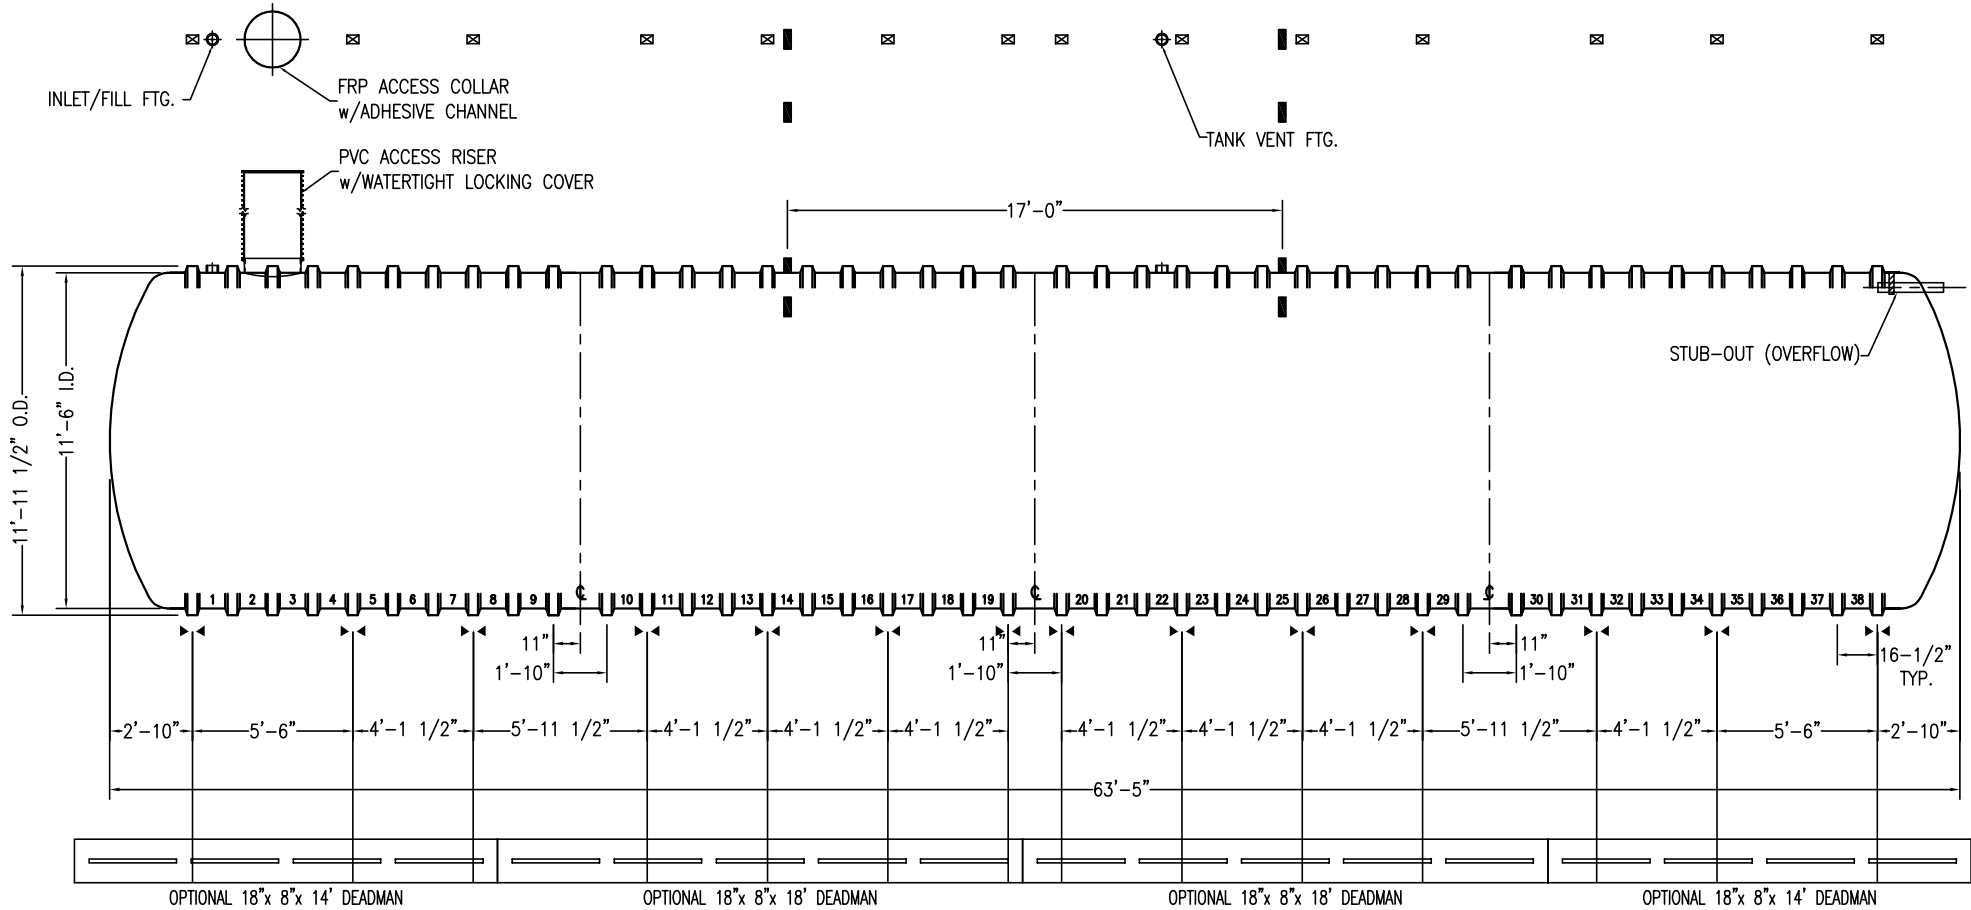 INLET/FILL FTG.
FRP ACCESS COLLAR
w/ADHESIVE CHANNEL
TANK VENT FTG.
PVC ACCESS RISER
w/WATERTIGHT LOCKING COVER
17'-0"
STUB-OUT (OVERFLOW)
11'-11 1/2" O.D.
11'-6" I.D.
1 2 3 4 5 6 7 8 9 ℄ 10 11 12 13 14 15 16 17 18 19 ℄ 20 21 22 23 24 25 26 27 28 29 ℄ 30 31 32 33 34 35 36 37 38
11" 11" 11" 16-1/2"
1'-10" 1'-10" 1'-10" TYP.
2'-10" 5'-6" 4'-1 1/2" 5'-11 1/2" 4'-1 1/2" 4'-1 1/2" 4'-1 1/2" 4'-1 1/2" 4'-1 1/2" 4'-1 1/2" 5'-11 1/2" 4'-1 1/2" 5'-6" 2'-10"
63'-5"
OPTIONAL 18"x 8"x 14' DEADMAN OPTIONAL 18"x 8"x 18' DEADMAN OPTIONAL 18"x 8"x 18' DEADMAN OPTIONAL 18"x 8"x 14' DEADMAN